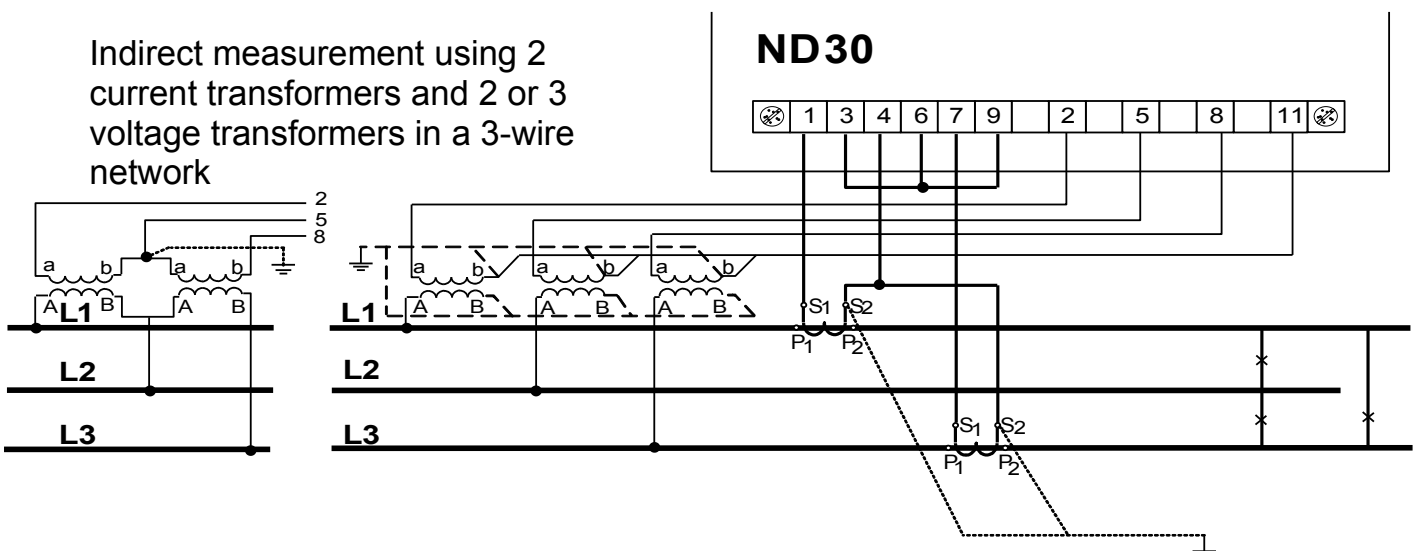 Indirect measurement using 2
current transformers and 2 or 3
voltage transformers in a 3-wire
network
ND30
1 3 4 6 7 9 2 5 8 11
2
5
8
a b a b
A B A B
L1
L2
L3
a b a b a b
A B A B A B
L1
L2
L3
S1 S2
P1 P2
S1 S2
P1 P2